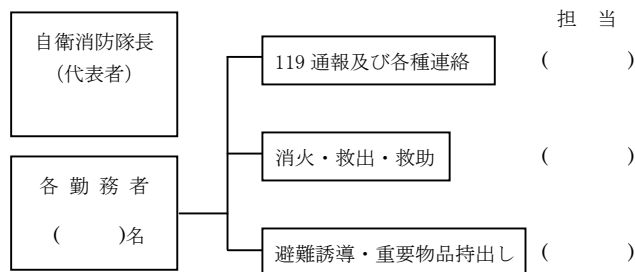 担 当
自衛消防隊長
（代表者）
119 通報及び各種連絡 （ ）
消火・救出・救助 （ ）
各 勤 務 者
（ ）名
避難誘導・重要物品持出し （ ）